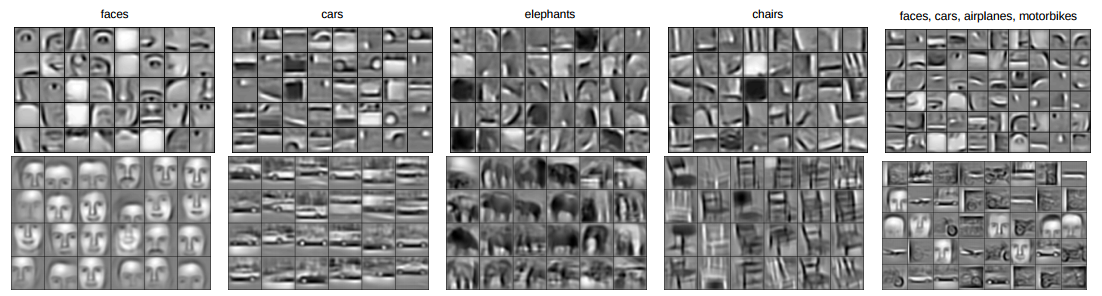 faces
cars
elephants
chairs
faces, cars, airplanes, motorbikes